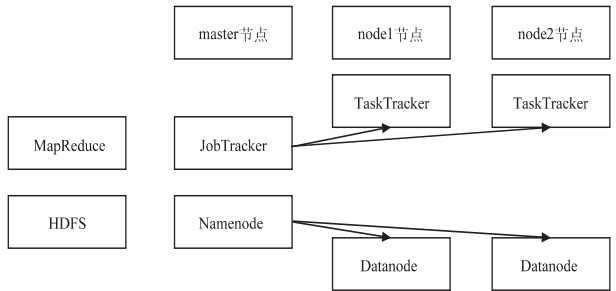 master节点
node1节点
node2节点
TaskTracker
TaskTracker
MapReduce
JobTracker
HDFS
Namenode
Datanode
Datanode